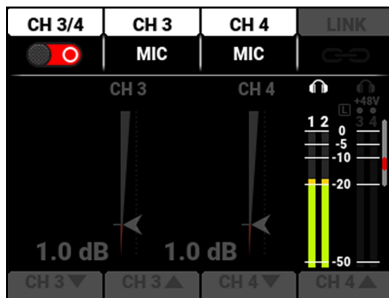 CH 3/4 CH 3 CH 4 LINK
MIC MIC
CH 3 CH 4
+48V
L
1 2 3 4
0
-5
-10
-20
1.0 dB 1.0 dB
-50
CH 3▼ CH 3▲ CH 4▼ CH 4▲